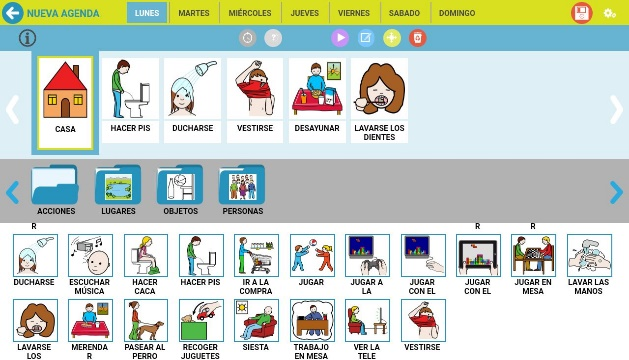 NUEVA AGENDA
LUNES MARTES MIÉRCOLES JUEVES VIERNES SABADO DOMINGO
CASA
HACER PIS
DUCHARSE
VESTIRSE
DESAYUNAR
LAVARSE LOS
DIENTES
ACCIONES LUGARES OBJETOS PERSONAS
R R R
DUCHARSE
ESCUCHAR
MÚSICA
HACER
CACA
HACER PIS
IR A LA
COMPRA
JUGAR
JUGAR A
LA
JUGAR
CON EL
JUGAR
CON EL
JUGAR EN
MESA
LAVAR LAS
MANOS
LAVARSE
LOS
MERENDA
R
PASEAR AL
PERRO
RECOGER
JUGUETES
SIESTA
TRABAJO
EN MESA
VER LA
TELE
VESTIRSE